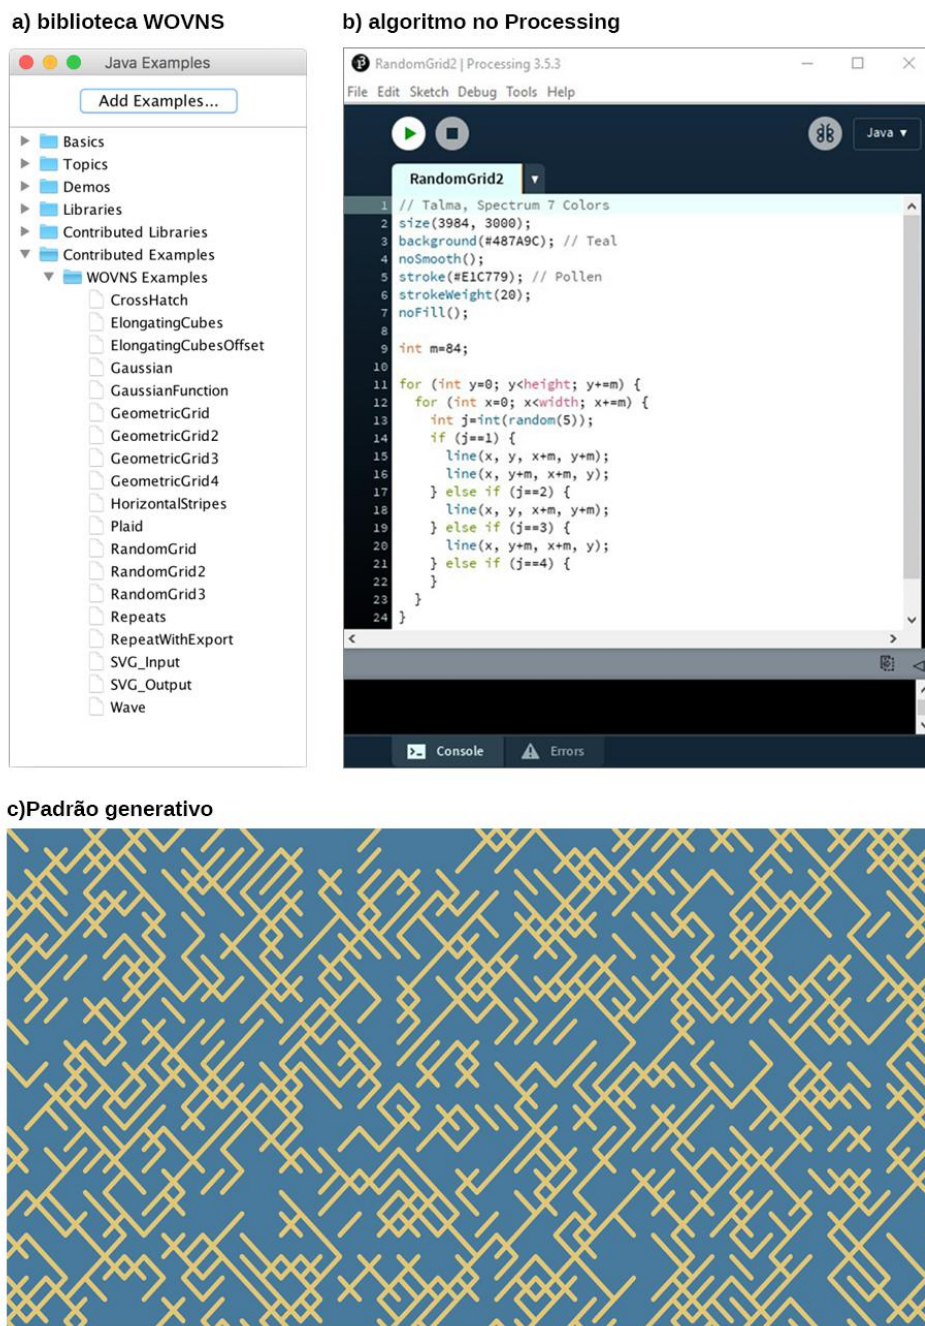 a) biblioteca WOVNS
b) algoritmo no Processing
Java Examples
Add Examples...
Basics
Topics
Demos
Libraries
Contributed Libraries
Contributed Examples
WOVNS Examples
CrossHatch
ElongatingCubes
ElongatingCubesOffset
Gaussian
GaussianFunction
GeometricGrid
GeometricGrid2
GeometricGrid3
GeometricGrid4
HorizontalStripes
Plaid
RandomGrid
RandomGrid2
RandomGrid3
Repeats
RepeatWithExport
SVG_Input
SVG_Output
Wave
RandomGrid2 | Processing 3.5.3
File Edit Sketch Debug Tools Help
Java ▾
RandomGrid2 ▾
1 // Talma, Spectrum 7 Colors
2 size(3984, 3000);
3 background(#487A9C); // Teal
4 noSmooth();
5 stroke(#E1C779); // Pollen
6 strokeWeight(20);
7 noFill();
8
9 int m=84;
10
11 for (int y=0; y<height; y+=m) {
12 for (int x=0; x<width; x+=m) {
13 int j=int(random(5));
14 if (j==1) {
15 line(x, y, x+m, y+m);
16 line(x, y+m, x+m, y);
17 } else if (j==2) {
18 line(x, y, x+m, y+m);
19 } else if (j==3) {
20 line(x, y+m, x+m, y);
21 } else if (j==4) {
22 }
23 }
24 }
Console
Errors
c)Padrão generativo